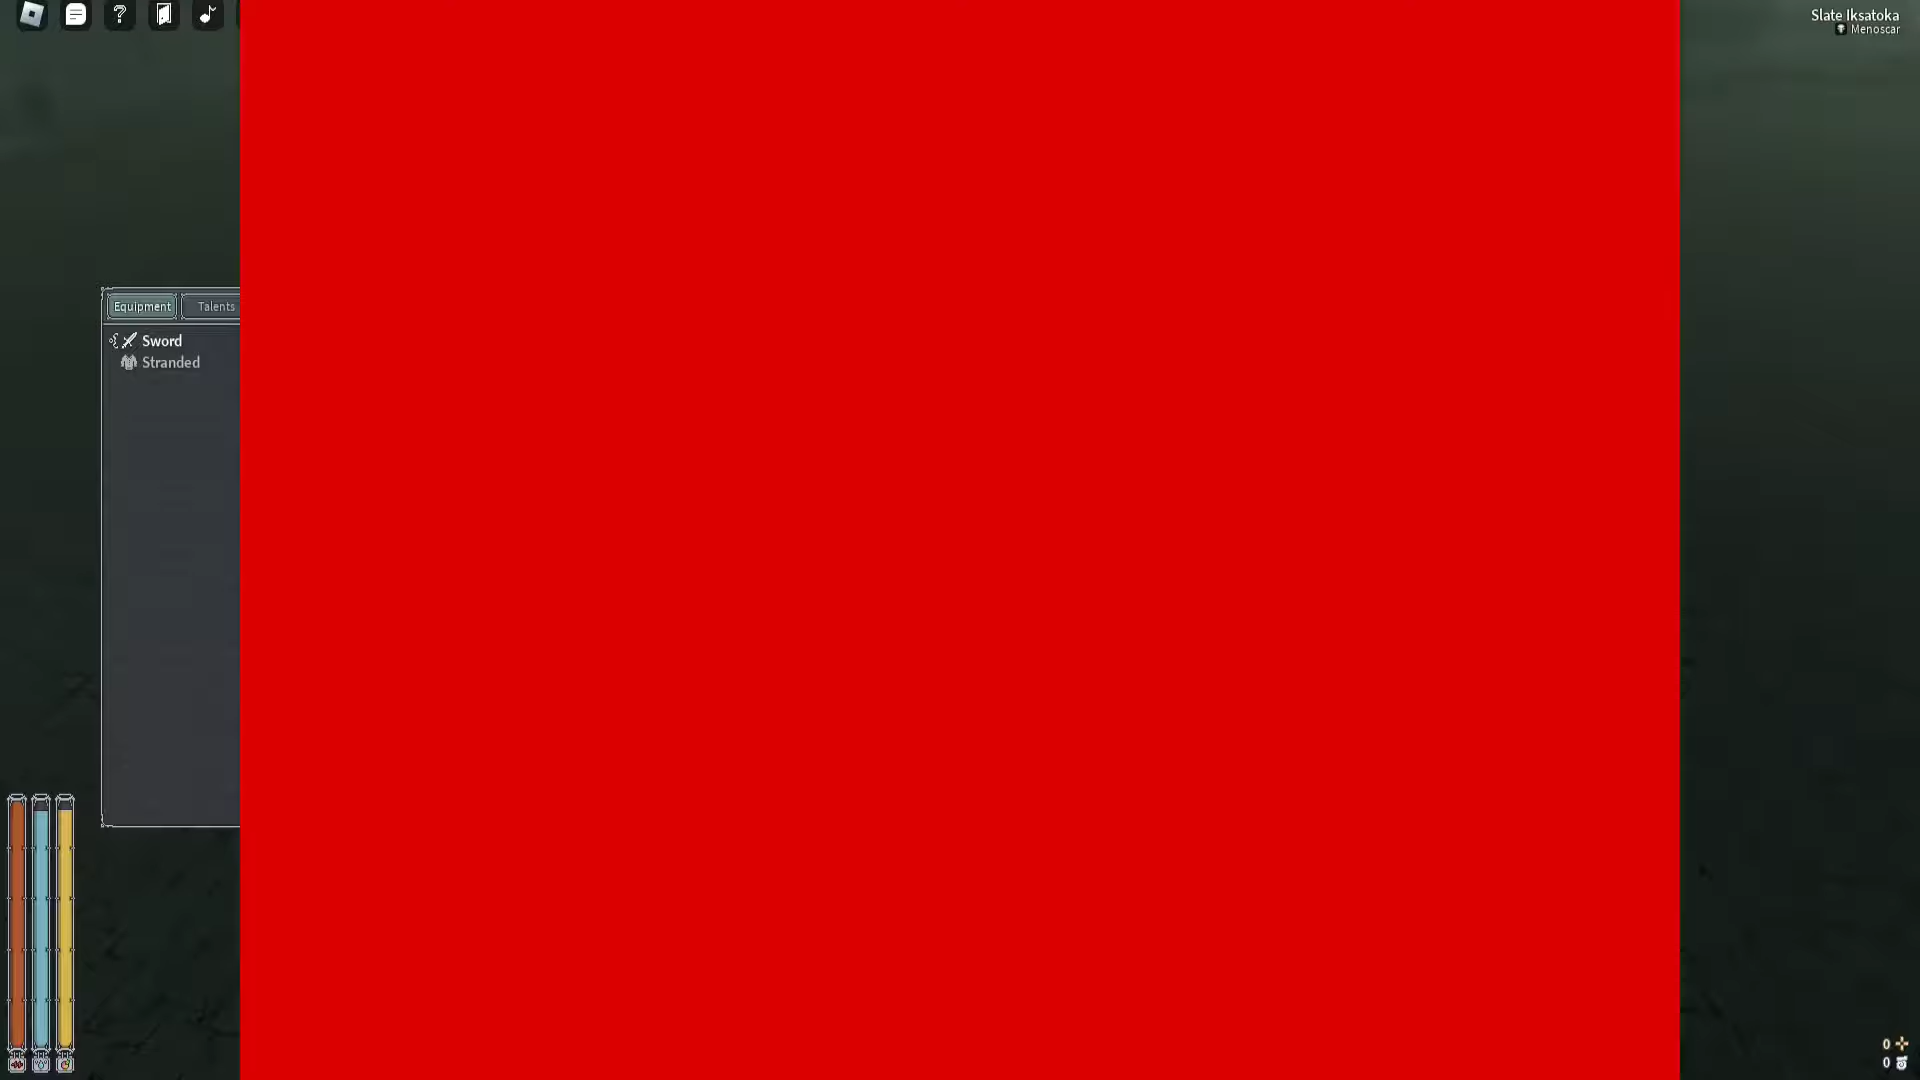 Slate Iksatoka
Menoscar
Equipment
Talents
Sword
Stranded
0
0